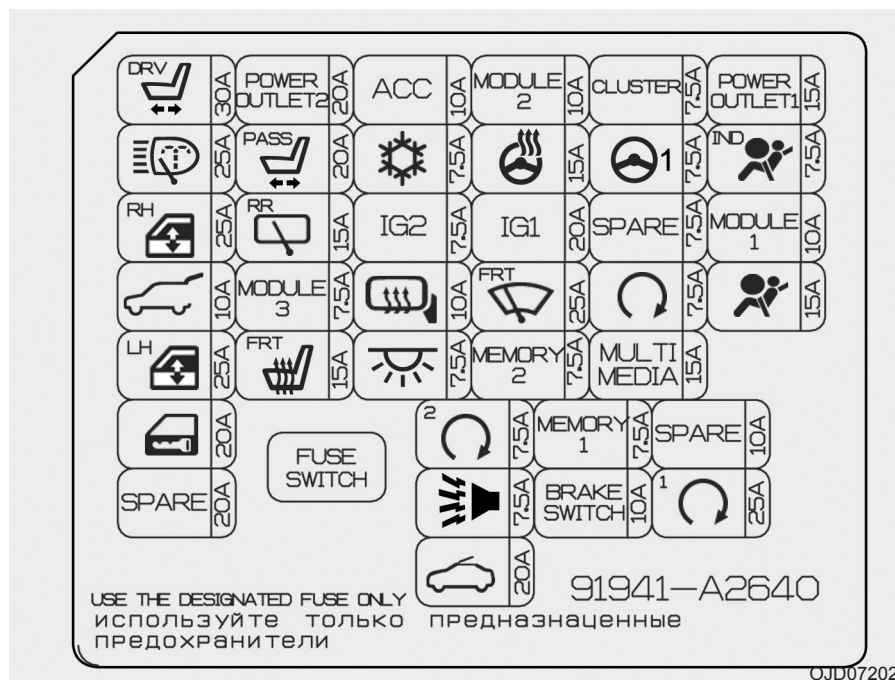 DRV 30A POWER OUTLET2 20A ACC 10A MODULE 2 10A CLUSTER 7.5A POWER OUTLET1 15A
25A PASS 20A 7.5A 15A 1 7.5A IND 7.5A
RH 25A RR 15A IG2 7.5A IG1 20A SPARE 7.5A MODULE 1 10A
10A MODULE 3 7.5A 10A FRT 25A 7.5A 15A
LH 25A FRT 15A 7.5A MEMORY 2 7.5A MULTI MEDIA 15A
20A FUSE SWITCH 2 7.5A MEMORY 1 7.5A SPARE 10A
SPARE 20A 7.5A BRAKE SWITCH 10A 1 25A
20A 91941-A2640
USE THE DESIGNATED FUSE ONLY
используйте только предназнаценные
предохранители
OJD07202